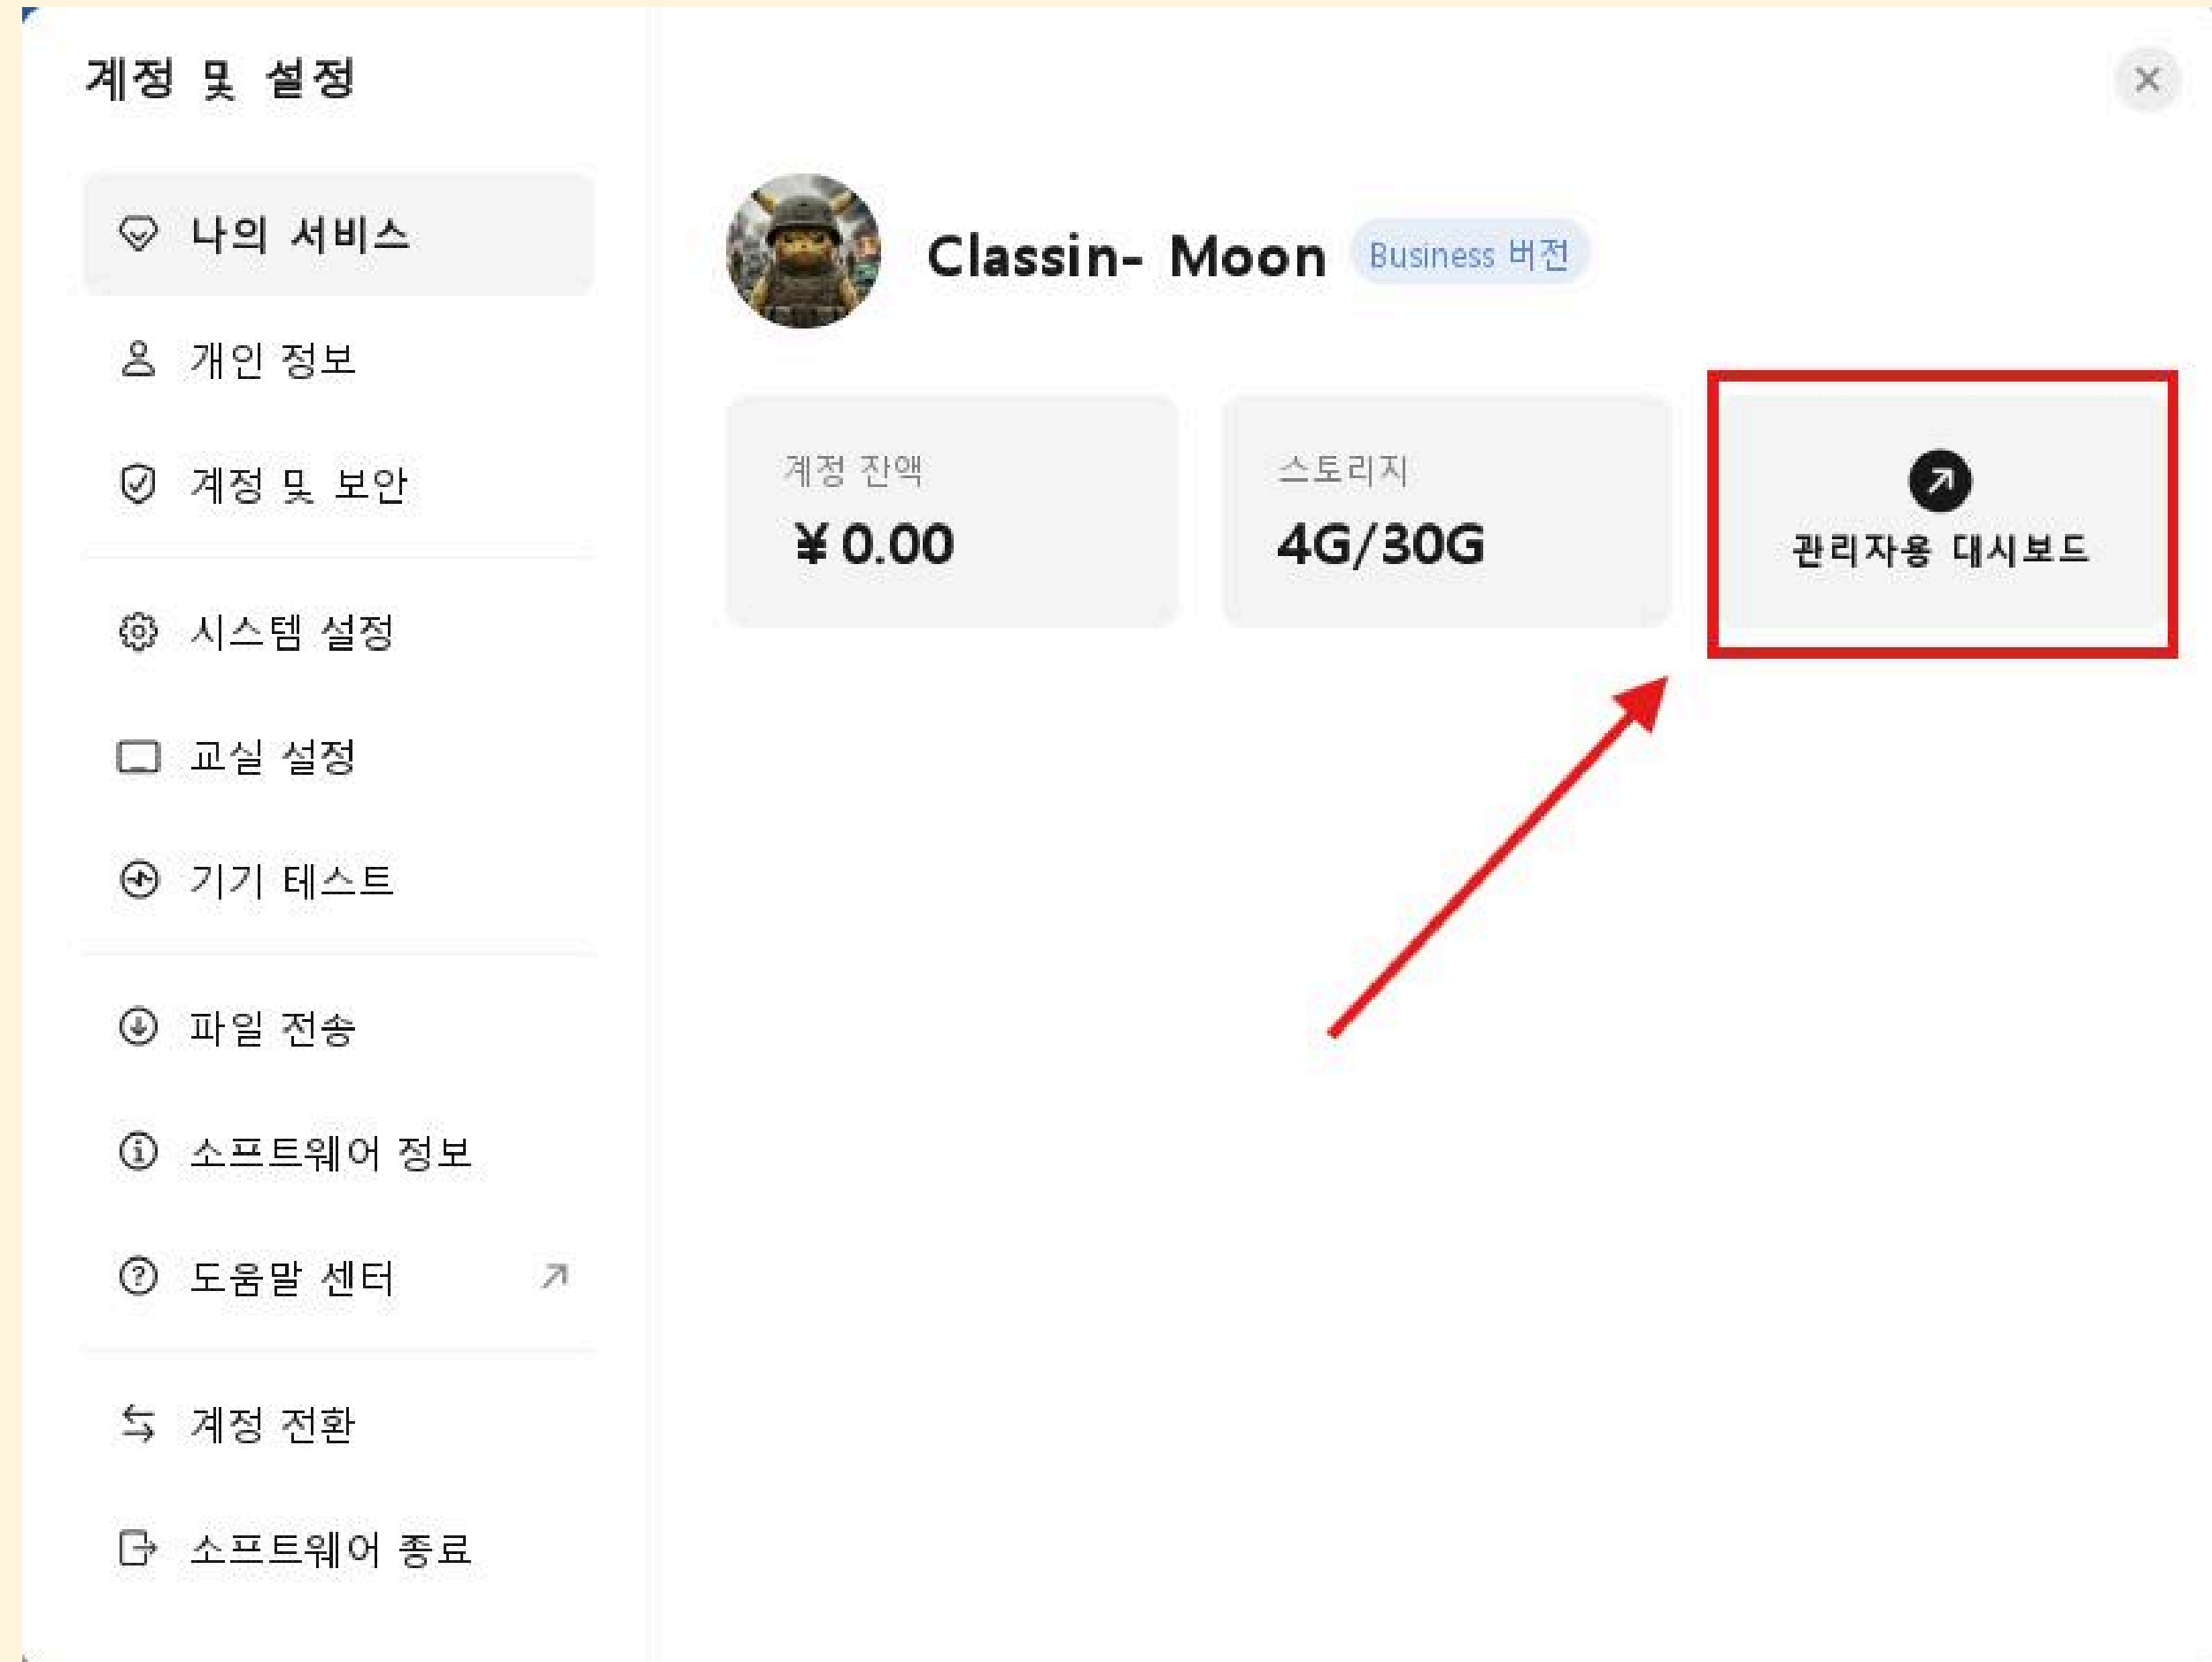 계정 및 설정
나의 서비스
개인 정보
계정 및 보안
시스템 설정
교실 설정
기기 테스트
파일 전송
소프트웨어 정보
도움말 센터
계정 전환
소프트웨어 종료
Classin- Moon Business 버전
계정 잔액
¥0.00
스토리지
4G/30G
관리자용 대시보드